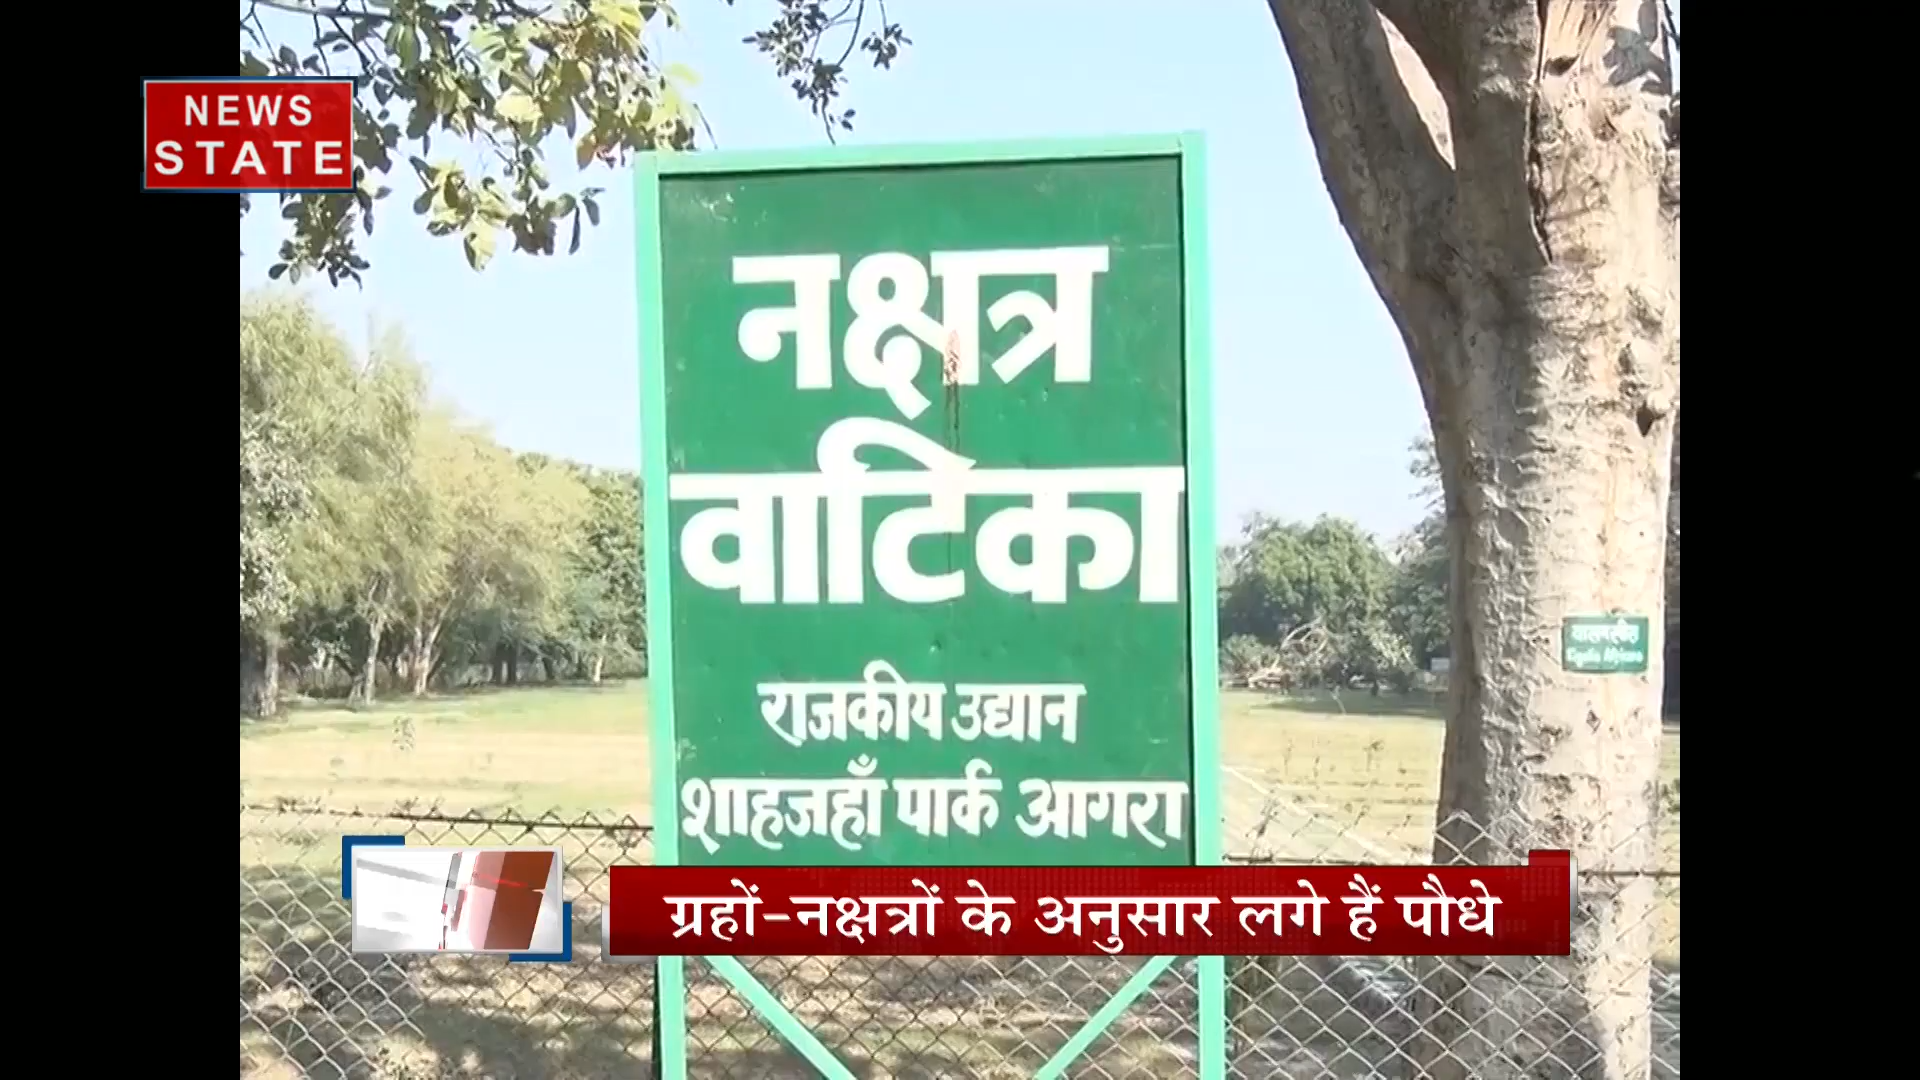 NEWS
STATE
नक्षत्र
वाटिका
राजकीय उद्यान
शाहजहाँ पार्क आगरा
ग्रहों-नक्षत्रों के अनुसार लगे हैं पौधे